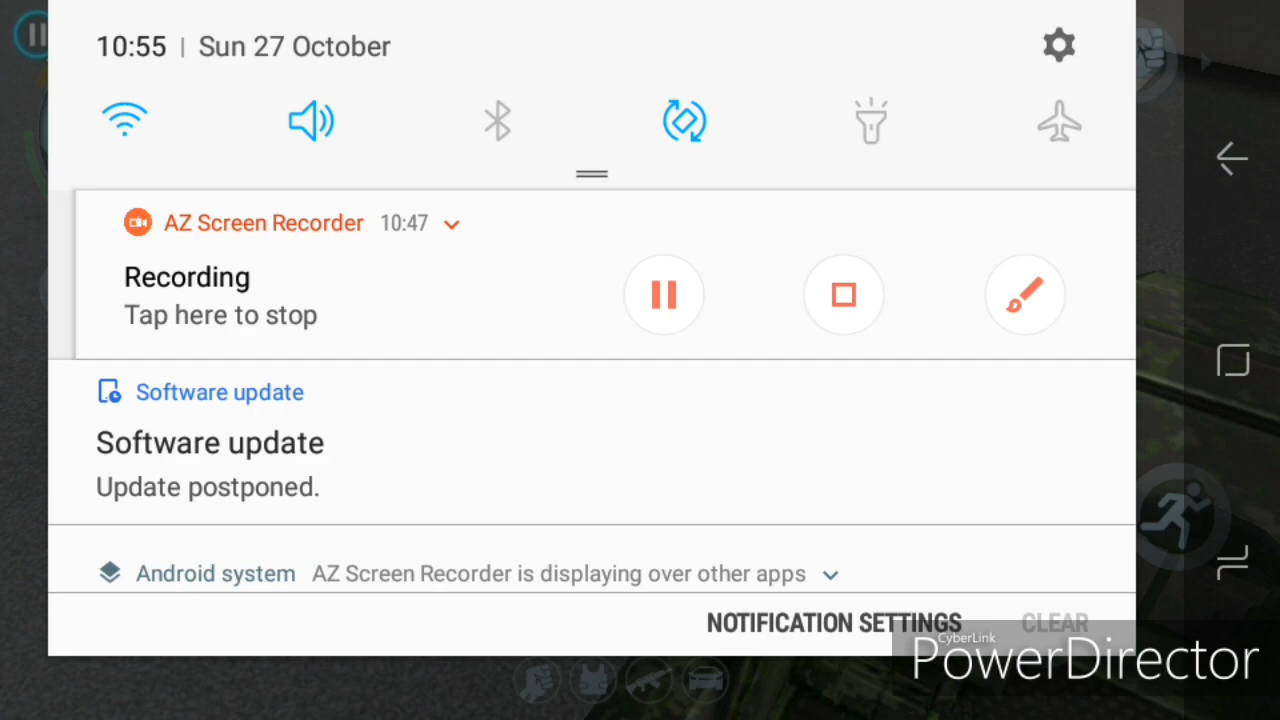 10:55 | Sun 27 October
AZ Screen Recorder 10:47
Recording
Tap here to stop
Software update
Software update
Update postponed.
Android system AZ Screen Recorder is displaying over other apps
NOTIFICATION SETTINGS CLEAR
CyberLink
PowerDirector